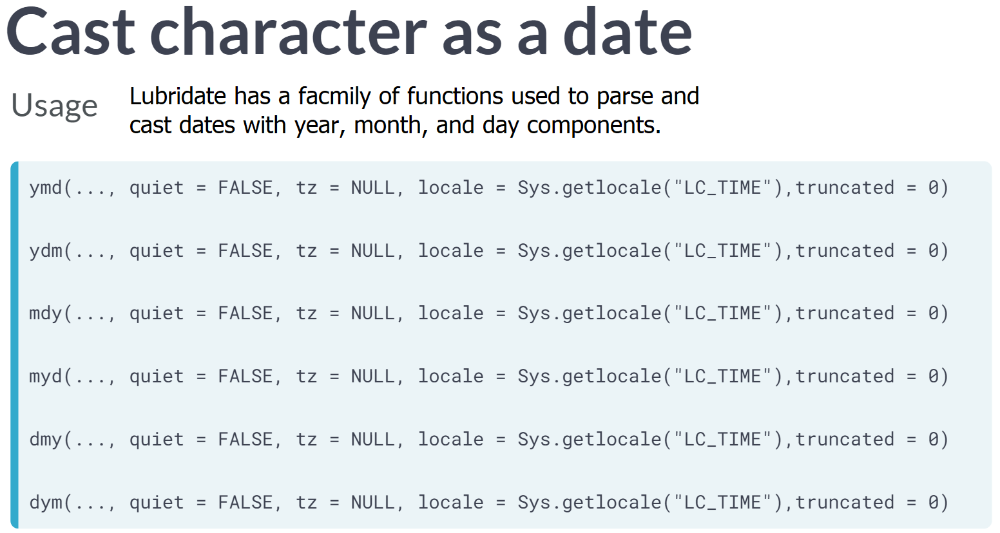 Cast character as a date
Usage
Lubridate has a facmily of functions used to parse and
cast dates with year, month, and day components.
ymd(..., quiet = FALSE, tz = NULL, locale = Sys.getlocale("LC_TIME"),truncated = 0)
ydm(..., quiet = FALSE, tz = NULL, locale = Sys.getlocale("LC_TIME"),truncated = 0)
mdy(..., quiet = FALSE, tz = NULL, locale = Sys.getlocale("LC_TIME"),truncated = 0)
myd(..., quiet = FALSE, tz = NULL, locale = Sys.getlocale("LC_TIME"),truncated = 0)
dmy(..., quiet = FALSE, tz = NULL, locale = Sys.getlocale("LC_TIME"),truncated = 0)
dym(..., quiet = FALSE, tz = NULL, locale = Sys.getlocale("LC_TIME"),truncated = 0)